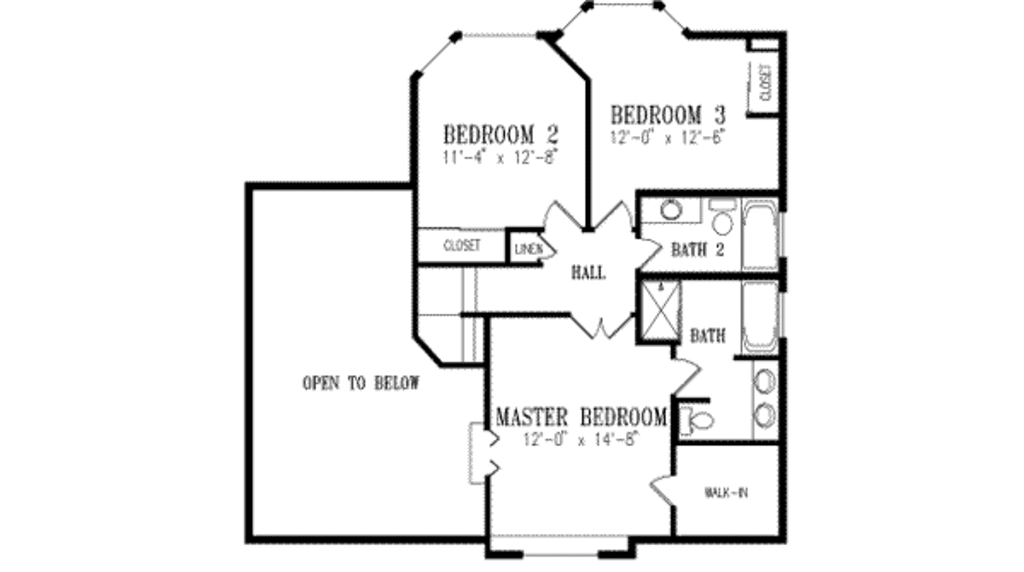 BEDROOM 3
12'-0" x 12'-6"
CLOSET
BEDROOM 2
11'-4" x 12'-8"
CLOSET
LINEN
BATH 2
HALL
BATH
OPEN TO BELOW
MASTER BEDROOM
12'-0" x 14'-8"
WALK-IN